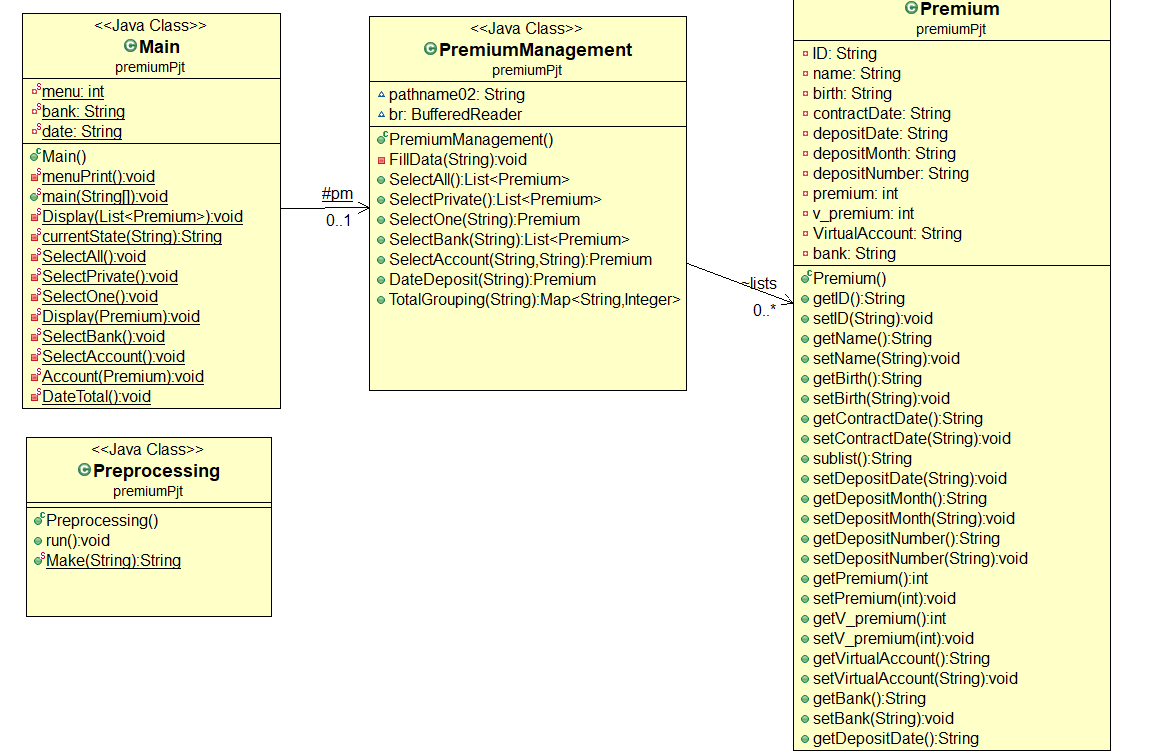 <<Java Class>>
Main
premiumPjt
menu: int
bank: String
date: String
Main()
menuPrint():void
main(String[]):void
Display(List<Premium>):void
currentState(String):String
SelectAll():void
SelectPrivate():void
SelectOne():void
Display(Premium):void
SelectBank():void
SelectAccount():void
Account(Premium):void
DateTotal():void
#pm
0..1
<<Java Class>>
PremiumManagement
premiumPjt
pathname02: String
br: BufferedReader
PremiumManagement()
FillData(String):void
SelectAll():List<Premium>
SelectPrivate():List<Premium>
SelectOne(String):Premium
SelectBank(String):List<Premium>
SelectAccount(String,String):Premium
DateDeposit(String):Premium
TotalGrouping(String):Map<String,Integer>
~lists
0..*
Premium
premiumPjt
ID: String
name: String
birth: String
contractDate: String
depositDate: String
depositMonth: String
depositNumber: String
premium: int
v_premium: int
VirtualAccount: String
bank: String
Premium()
getID():String
setID(String):void
getName():String
setName(String):void
getBirth():String
setBirth(String):void
getContractDate():String
setContractDate(String):void
sublist():String
setDepositDate(String):void
getDepositMonth():String
setDepositMonth(String):void
getDepositNumber():String
setDepositNumber(String):void
getPremium():int
setPremium(int):void
getV_premium():int
setV_premium(int):void
getVirtualAccount():String
setVirtualAccount(String):void
getBank():String
setBank(String):void
getDepositDate():String
<<Java Class>>
Preprocessing
premiumPjt
Preprocessing()
run():void
Make(String):String